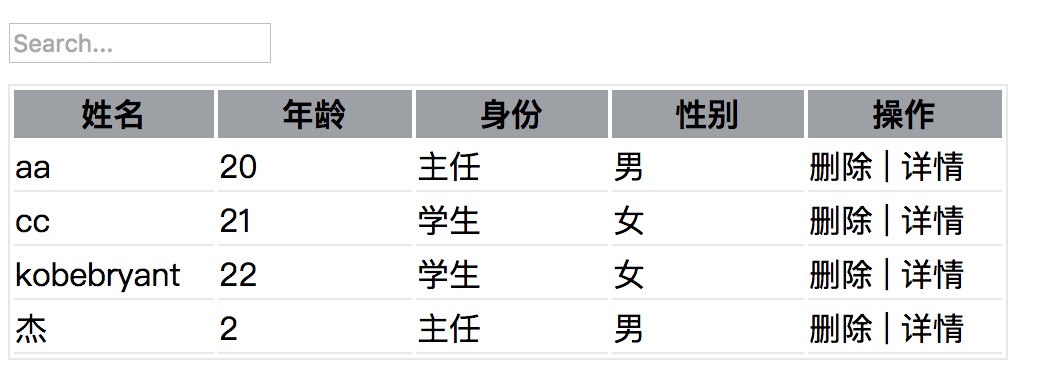 Search...
姓名 年龄 身份 性别 操作
aa 20 主任 男 删除 | 详情
cc 21 学生 女 删除 | 详情
kobebryant 22 学生 女 删除 | 详情
杰 2 主任 男 删除 | 详情